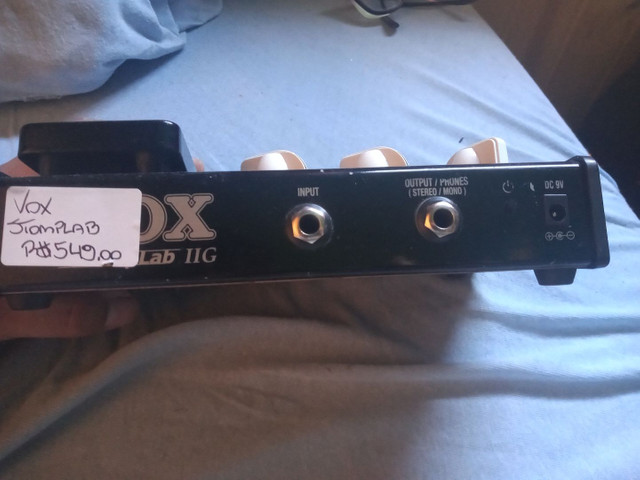 VOX
STOMPLAB
R$549,00
OX
Lab IIG
INPUT
OUTPUT / PHONES
(STEREO / MONO)
DC 9V